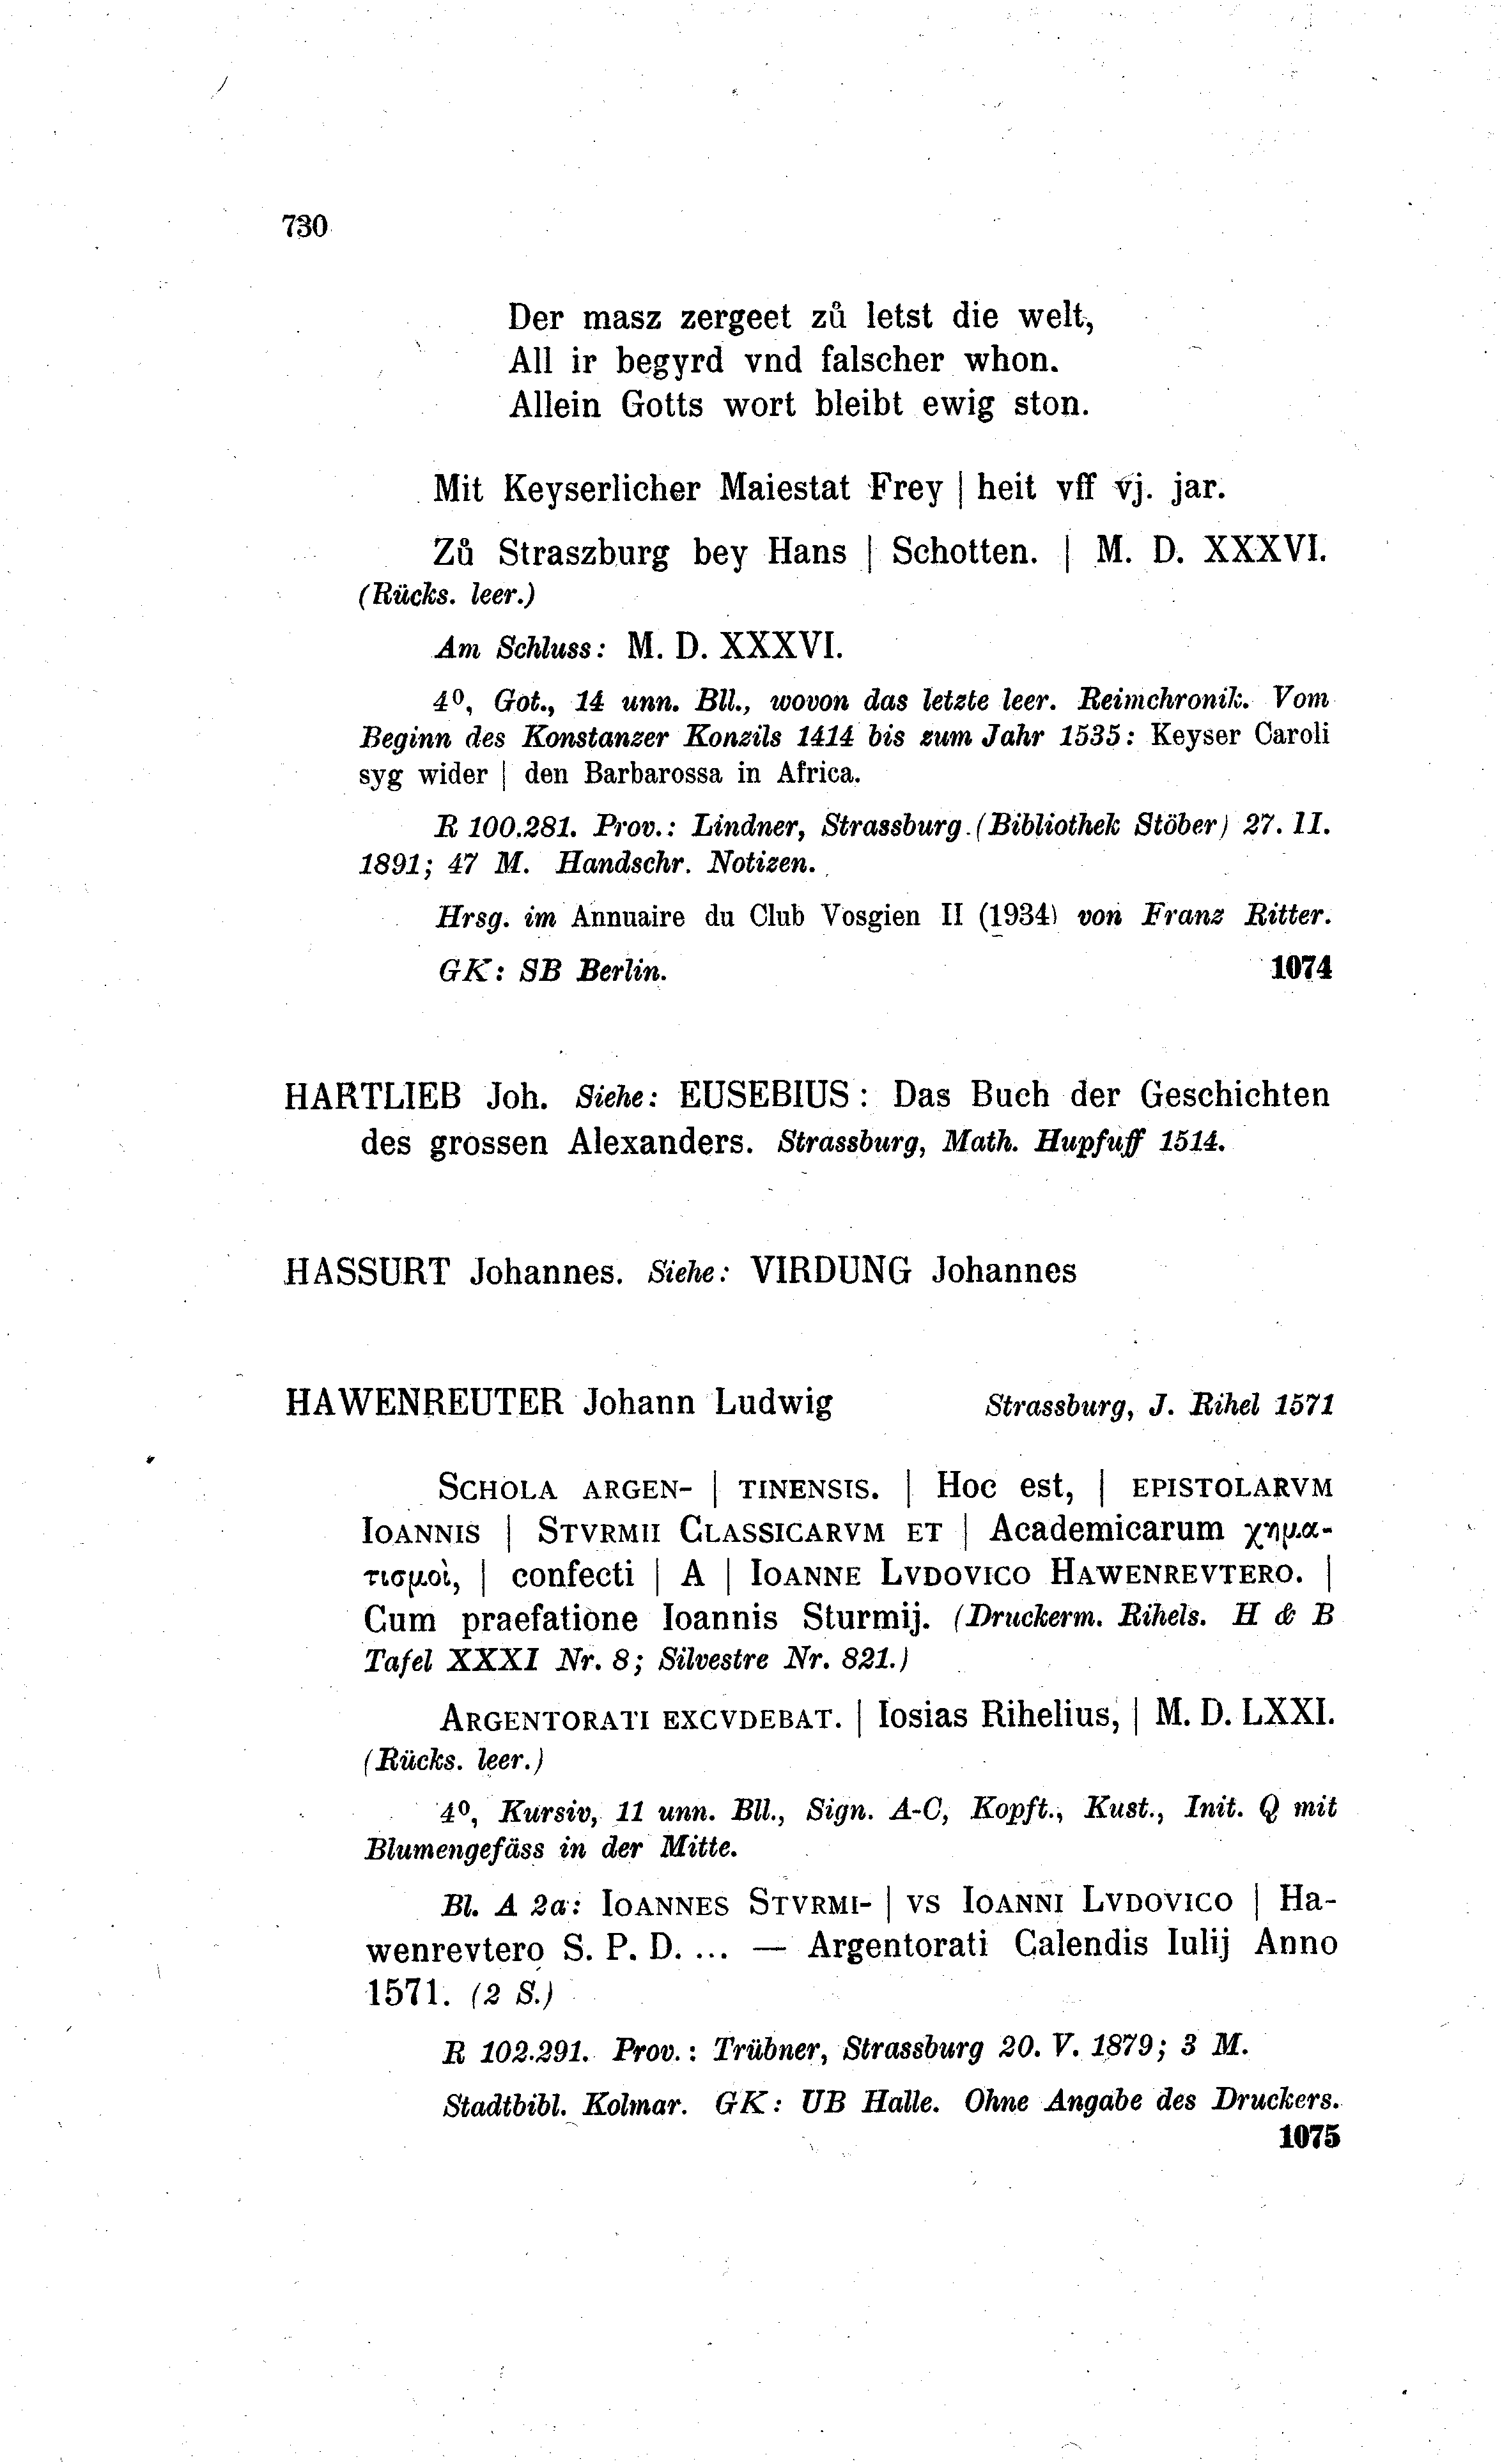 730
Der masz zergeet zů letst die welt,
All ir begyrd vnd falscher whon.
Allein Gotts wort bleibt ewig ston.
Mit Keyserlicher Maiestat Frey | heit vff vj. jar.
Zů Straszburg bey Hans | Schotten. | M. D. XXXVI.
(Rücks. leer.)
Am Schluss: M. D. XXXVI.
4⁰, Got., 14 unn. Bll., wovon das letzte leer. Reimchronik. Vom
Beginn des Konstanzer Konzils 1414 bis zum Jahr 1535: Keyser Caroli
syg wider | den Barbarossa in Africa.
R 100.281. Prov.: Lindner, Strassburg (Bibliothek Stöber) 27. II.
1891; 47 M. Handschr. Notizen.
Hrsg. im Annuaire du Club Vosgien II (1934) von Franz Ritter.
GK: SB Berlin. 1074
HARTLIEB Joh. Siehe: EUSEBIUS: Das Buch der Geschichten
des grossen Alexanders. Strassburg, Math. Hupfuff 1514.
HASSURT Johannes. Siehe: VIRDUNG Johannes
HAWENREUTER Johann Ludwig Strassburg, J. Rihel 1571
SCHOLA ARGEN- | TINENSIS. | Hoc est, | EPISTOLARVM
IOANNIS | STVRMII CLASSICARVM ET | Academicarum χημα-
τισμοὶ, | confecti | A | IOANNE LVDOVICO HAWENREVTERO. |
Cum praefatione Ioannis Sturmij. (Druckerm. Rihels. H & B
Tafel XXXI Nr. 8; Silvestre Nr. 821.)
ARGENTORATI EXCVDEBAT. | Iosias Rihelius, | M. D. LXXI.
(Rücks. leer.)
4⁰, Kursiv, 11 unn. Bll., Sign. A-C, Kopft., Kust., Init. Q mit
Blumengefäss in der Mitte.
Bl. A 2a: IOANNES STVRMI- | VS IOANNI LVDOVICO | Ha-
wenrevtero S. P. D. ... — Argentorati Calendis Iulij Anno
1571. (2 S.)
R 102.291. Prov.: Trübner, Strassburg 20. V. 1879; 3 M.
Stadtbibl. Kolmar. GK: UB Halle. Ohne Angabe des Druckers.
1075